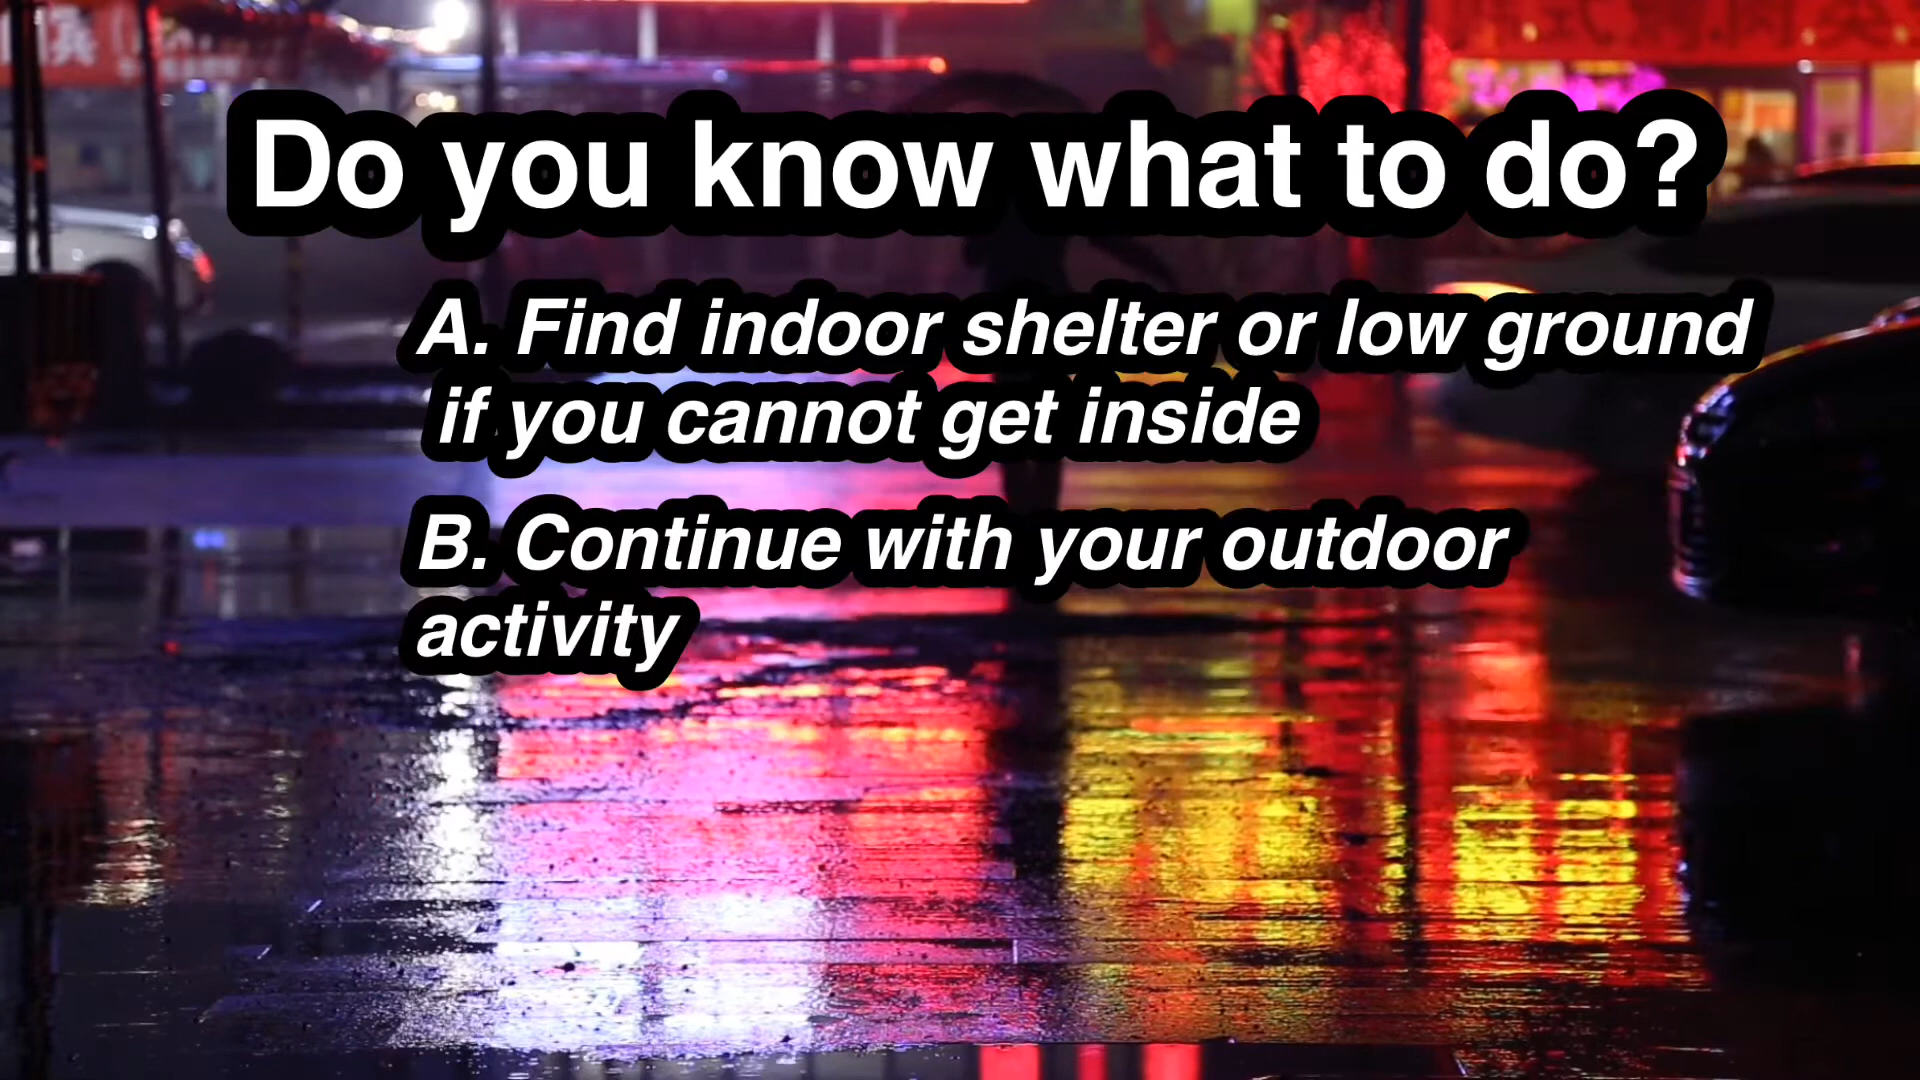 Do you know what to do?
A. Find indoor shelter or low ground
if you cannot get inside
B. Continue with your outdoor
activity